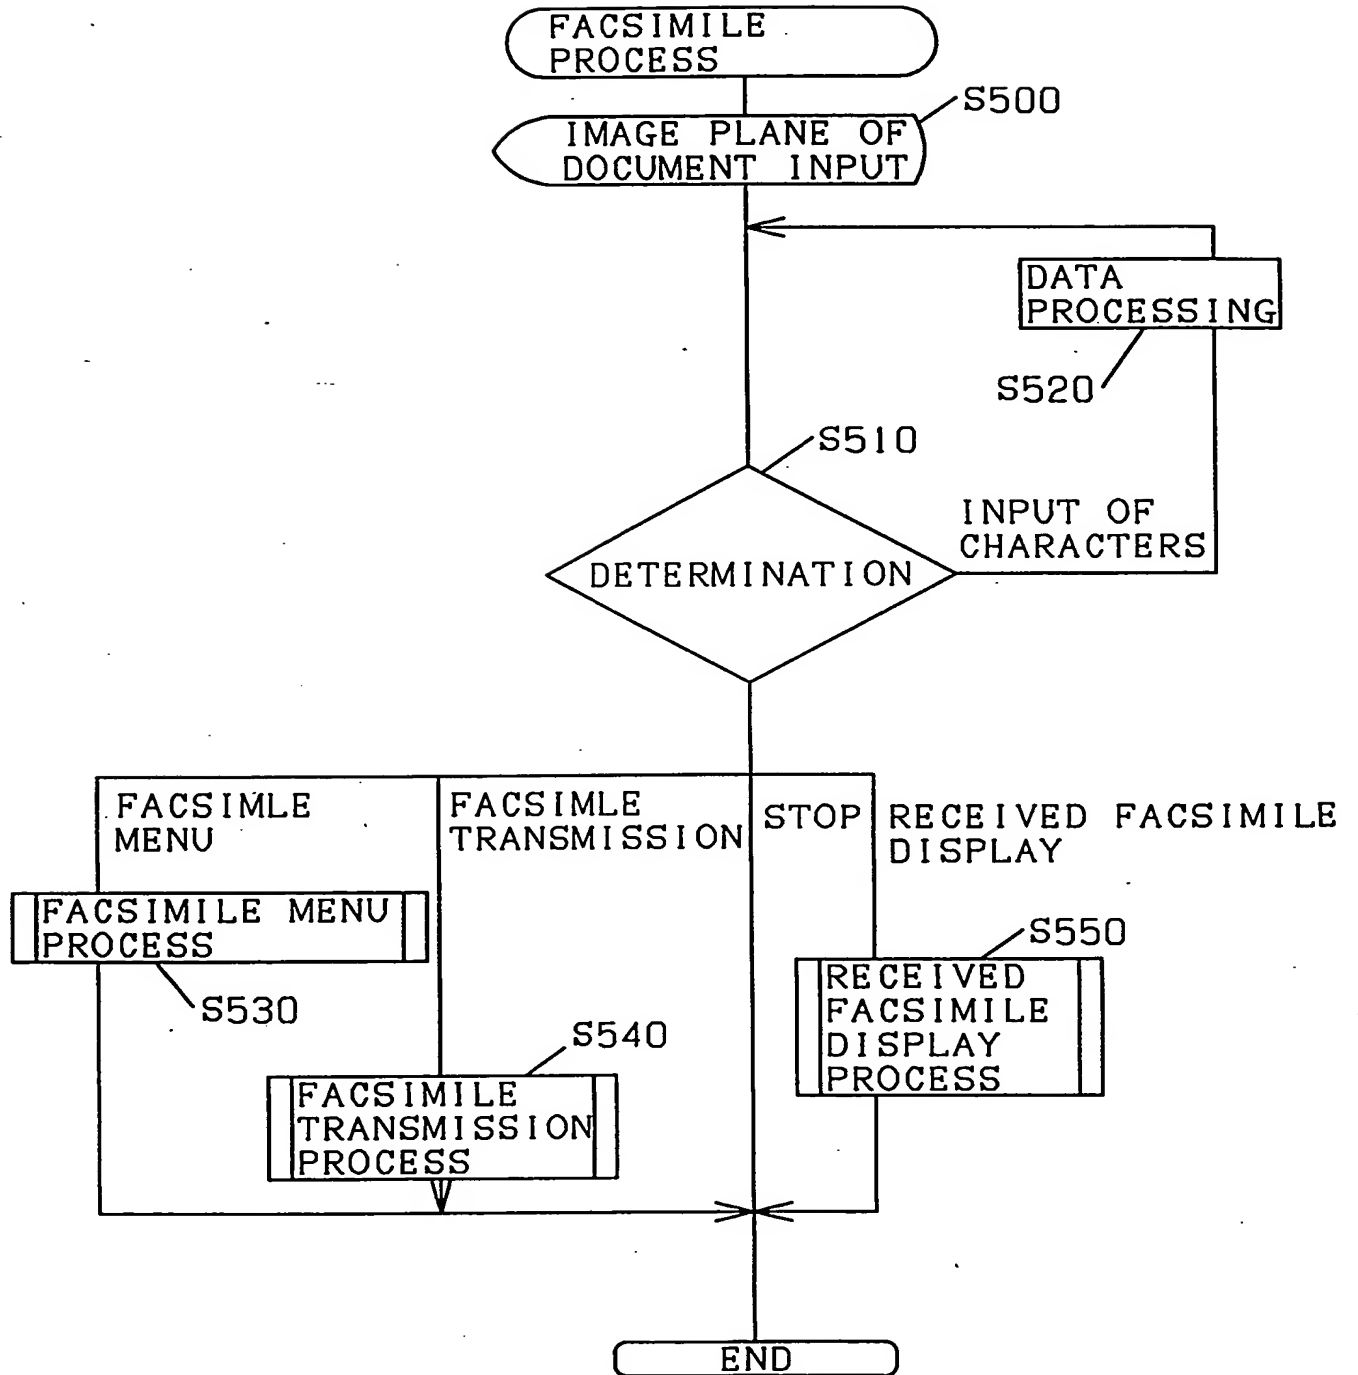 FACSIMILE
PROCESS
S500
IMAGE PLANE OF
DOCUMENT INPUT
DATA
PROCESSING
S520
S510
INPUT OF
CHARACTERS
DETERMINATION
FACSIMLE
MENU
FACSIMLE
TRANSMISSION
STOP
RECEIVED FACSIMILE
DISPLAY
FACSIMILE MENU
PROCESS
S530
S550
RECEIVED
FACSIMILE
DISPLAY
PROCESS
S540
FACSIMILE
TRANSMISSION
PROCESS
END